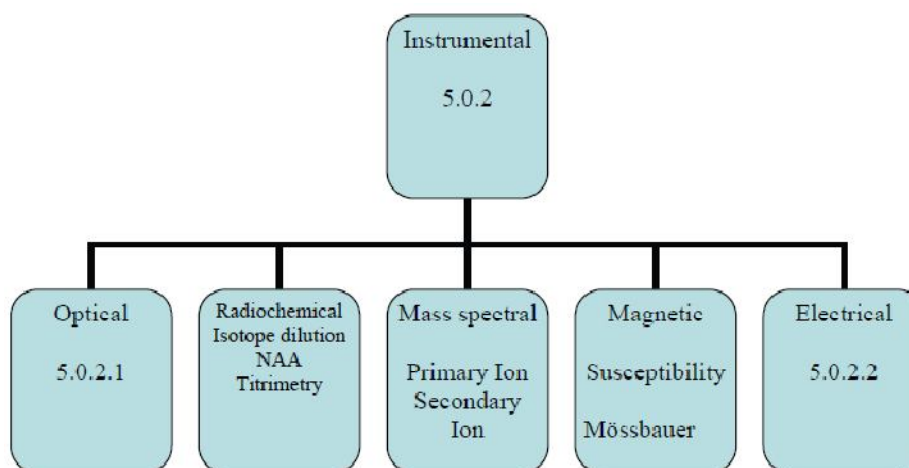 Instrumental
5.0.2
Optical
5.0.2.1
Radiochemical
Isotope dilution
NAA
Titrimetry
Mass spectral
Primary Ion
Secondary
Ion
Magnetic
Susceptibility
Mössbauer
Electrical
5.0.2.2